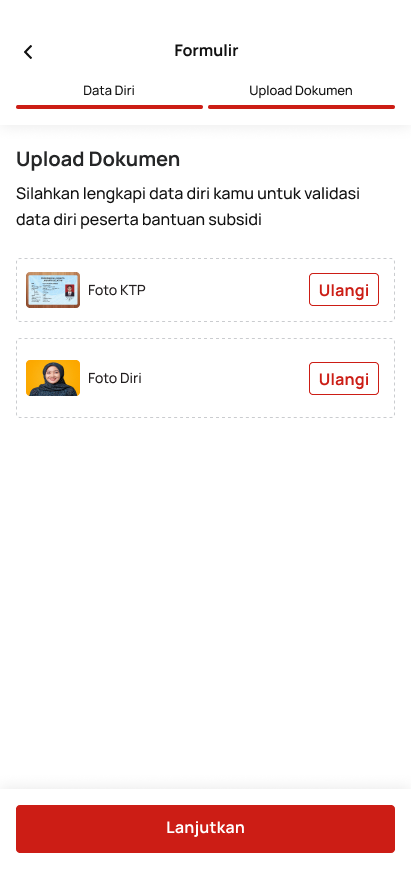 Formulir
Data Diri
Upload Dokumen
Upload Dokumen
Silahkan lengkapi data diri kamu untuk validasi
data diri peserta bantuan subsidi
Foto KTP
Ulangi
Foto Diri
Ulangi
Lanjutkan